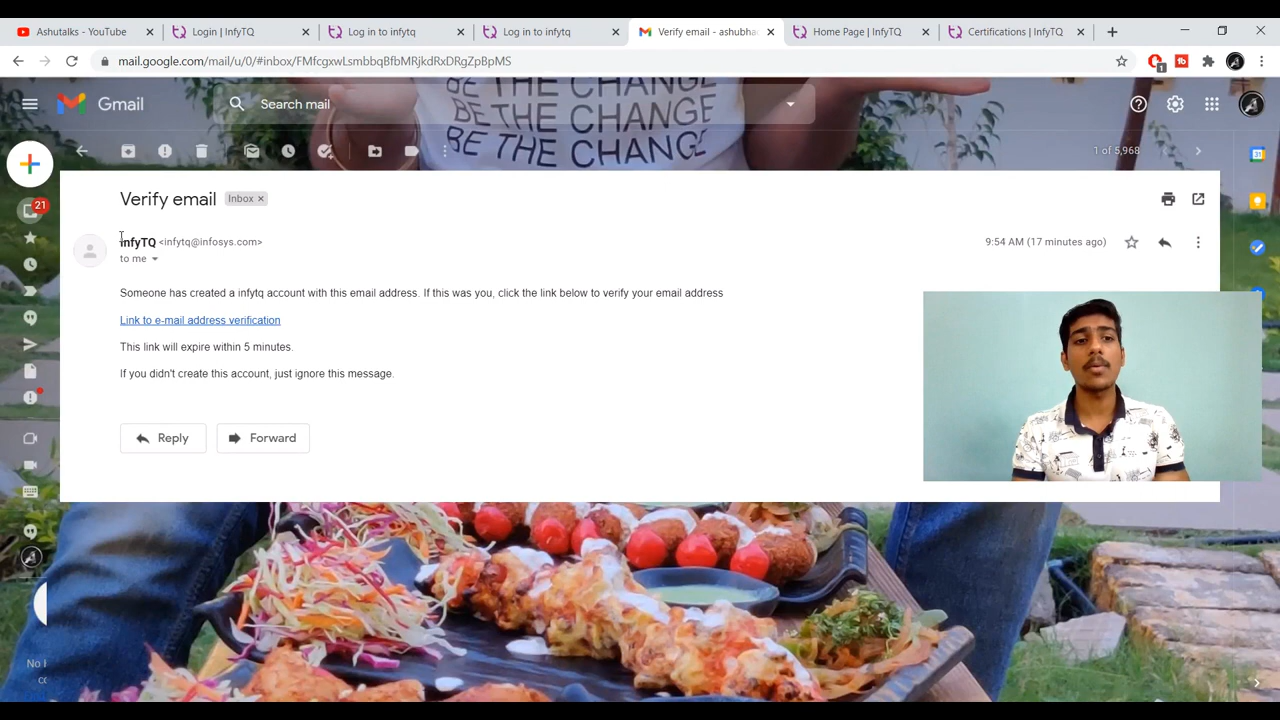 Ashutalks - YouTube
Login | InfyTQ
Log in to infytq
Log in to infytq
Verify email - ashubha
Home Page | InfyTQ
Certifications | InfyTQ
mail.google.com/mail/u/0/#inbox/FMfcgxwLsmbbqBfbMRjkdRxDRgZpGpMS
1
Gmail
Search mail
BE THE CHANGE
BE THE CHANGE
BE THE CHANGE
1 of 5,968
31
Verify email
Inbox ×
21
infyTQ <infytq@infosys.com>
9:54 AM (17 minutes ago)
to me
Someone has created a infytq account with this email address. If this was you, click the link below to verify your email address
Link to e-mail address verification
This link will expire within 5 minutes.
If you didn't create this account, just ignore this message.
Reply
Forward